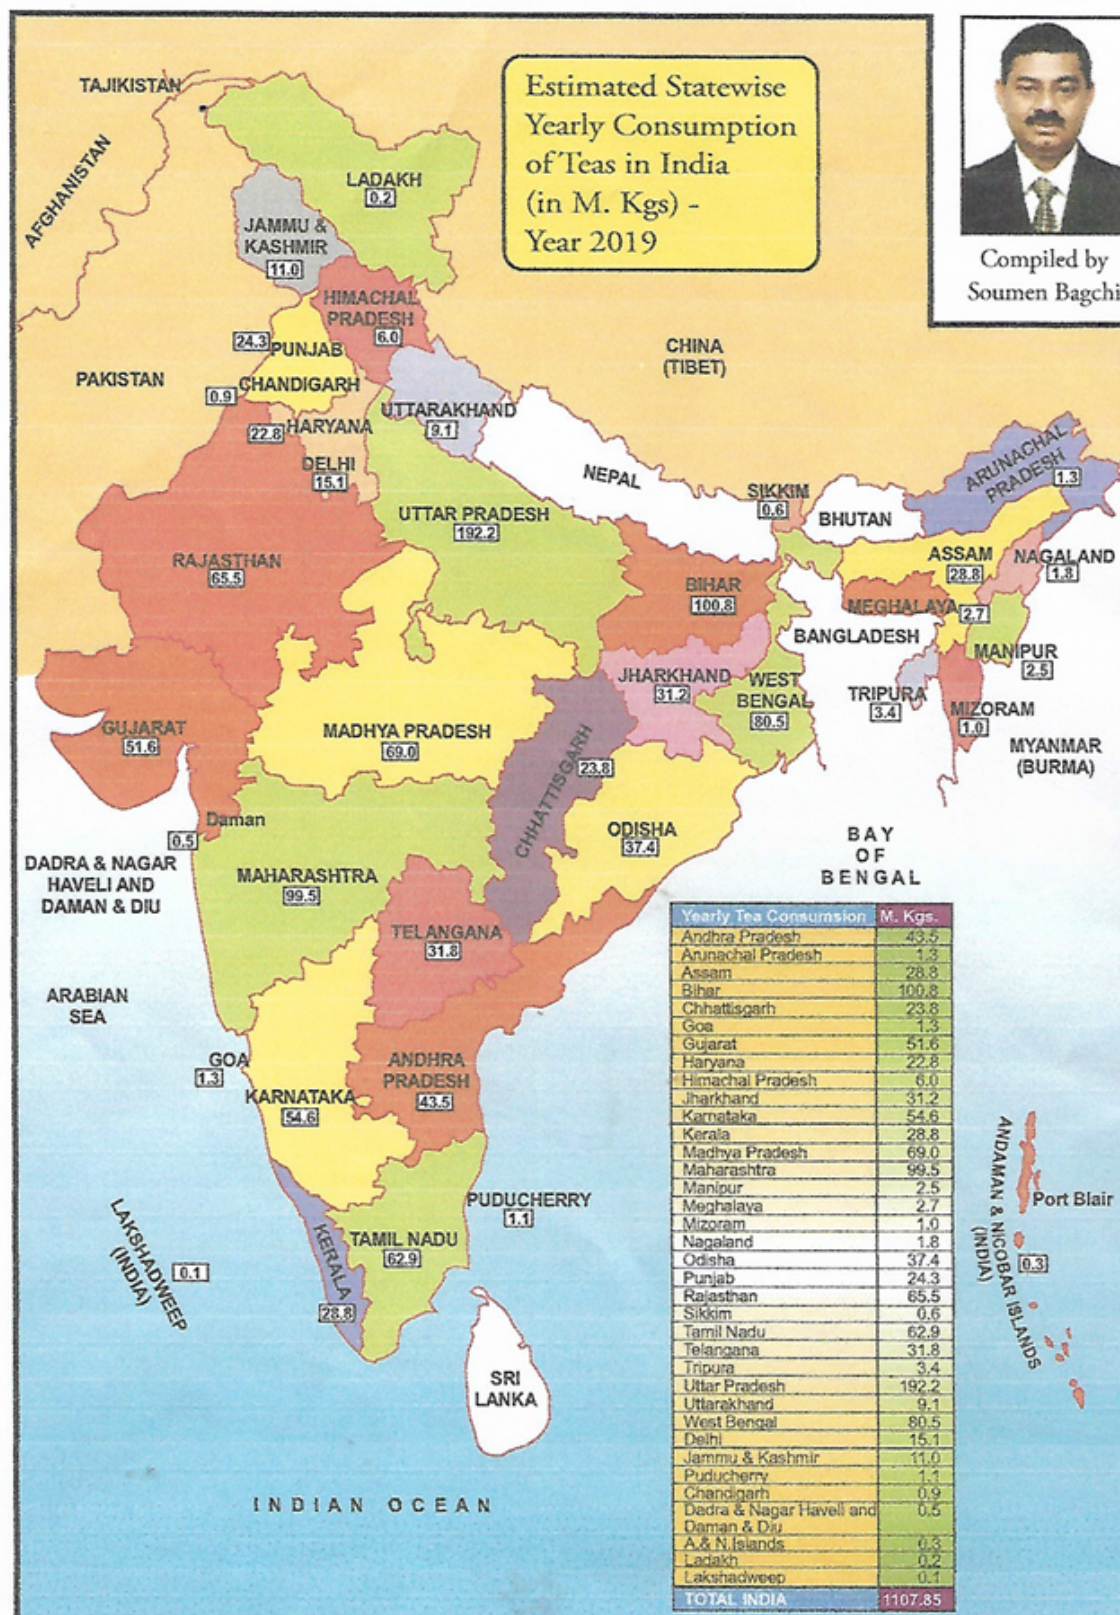 Estimated Statewise
Yearly Consumption
of Teas in India
(in M. Kgs) -
Year 2019
Compiled by
Soumen Bagchi
TAJIKISTAN
AFGHANISTAN
LADAKH
0.2
JAMMU &
KASHMIR
11.0
HIMACHAL
PRADESH
6.0
24.3
PUNJAB
CHINA
(TIBET)
PAKISTAN
CHANDIGARH
0.9
UTTARAKHAND
9.1
HARYANA
22.8
DELHI
15.1
NEPAL
SIKKIM
0.6
BHUTAN
ARUNACHAL
PRADESH
1.3
UTTAR PRADESH
192.2
RAJASTHAN
65.5
ASSAM
28.8
NAGALAND
1.8
BIHAR
100.8
MEGHALAYA
2.7
BANGLADESH
MANIPUR
2.5
JHARKHAND
31.2
WEST
BENGAL
80.5
TRIPURA
3.4
MIZORAM
1.0
MYANMAR
(BURMA)
GUJARAT
51.6
MADHYA PRADESH
69.0
CHHATTISGARH
23.8
Daman
0.5
DADRA & NAGAR
HAVELI AND
DAMAN & DIU
ODISHA
37.4
BAY
OF
BENGAL
MAHARASHTRA
99.5
TELANGANA
31.8
ARABIAN
SEA
GOA
1.3
KARNATAKA
54.6
ANDHRA
PRADESH
43.5
PUDUCHERRY
1.1
TAMIL NADU
62.9
KERALA
28.8
LAKSHADWEEP
(INDIA)
0.1
SRI
LANKA
ANDAMAN & NICOBAR ISLANDS
(INDIA)
Port Blair
0.3
INDIAN OCEAN
Yearly Tea Consumsion M. Kgs.
Andhra Pradesh 43.5
Arunachal Pradesh 1.3
Assam 28.8
Bihar 100.8
Chhattisgarh 23.8
Goa 1.3
Gujarat 51.6
Haryana 22.8
Himachal Pradesh 6.0
Jharkhand 31.2
Karnataka 54.6
Kerala 28.8
Madhya Pradesh 69.0
Maharashtra 99.5
Manipur 2.5
Meghalaya 2.7
Mizoram 1.0
Nagaland 1.8
Odisha 37.4
Punjab 24.3
Rajasthan 65.5
Sikkim 0.6
Tamil Nadu 62.9
Telangana 31.8
Tripura 3.4
Uttar Pradesh 192.2
Uttarakhand 9.1
West Bengal 80.5
Delhi 15.1
Jammu & Kashmir 11.0
Puducherry 1.1
Chandigarh 0.9
Dadra & Nagar Haveli and 0.5
Daman & Diu
A.& N.Islands 0.3
Ladakh 0.2
Lakshadweep 0.1
TOTAL INDIA 1107.85